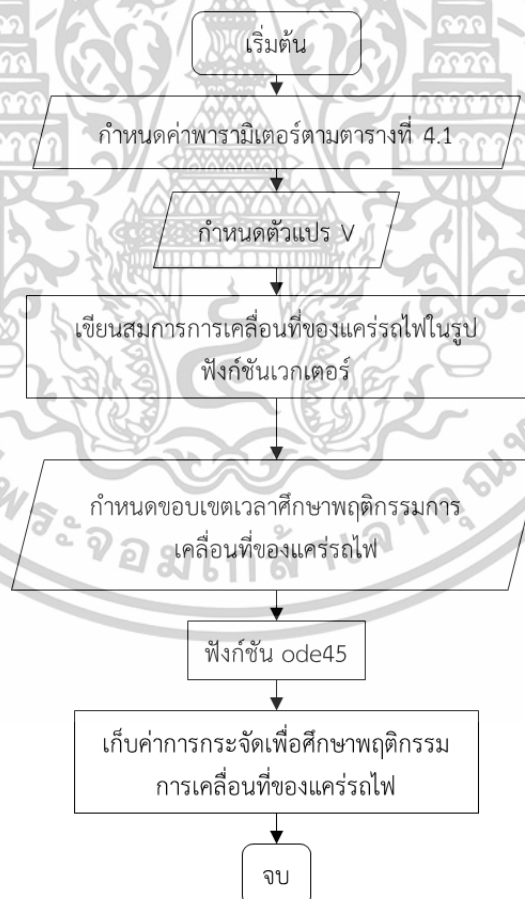 เริ่มต้น
กำหนดค่าพารามิเตอร์ตามตารางที่ 4.1
กำหนดตัวแปร V
เขียนสมการการเคลื่อนที่ของแคร่รถไฟในรูป
ฟังก์ชันเวกเตอร์
กำหนดขอบเขตเวลาศึกษาพฤติกรรมการ
เคลื่อนที่ของแคร่รถไฟ
ฟังก์ชัน ode45
เก็บค่าการกระจัดเพื่อศึกษาพฤติกรรม
การเคลื่อนที่ของแคร่รถไฟ
จบ